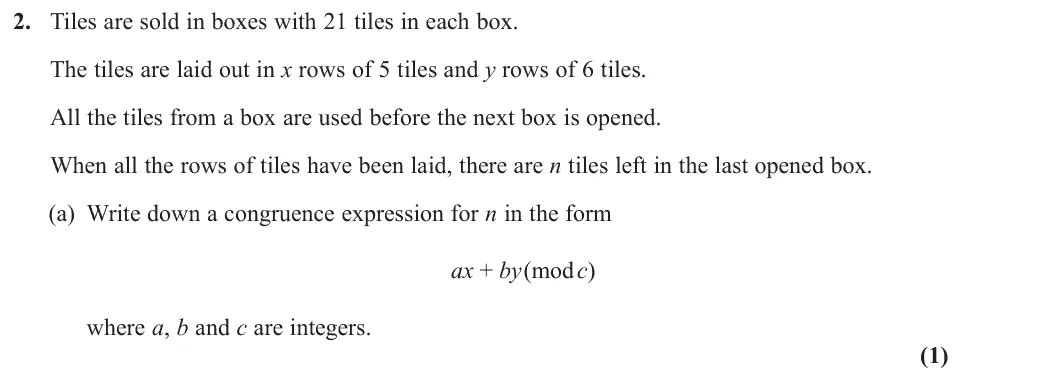 2. Tiles are sold in boxes with 21 tiles in each box.
The tiles are laid out in x rows of 5 tiles and y rows of 6 tiles.
All the tiles from a box are used before the next box is opened.
When all the rows of tiles have been laid, there are n tiles left in the last opened box.
(a) Write down a congruence expression for n in the form
ax + by(mod c)
where a, b and c are integers.
(1)